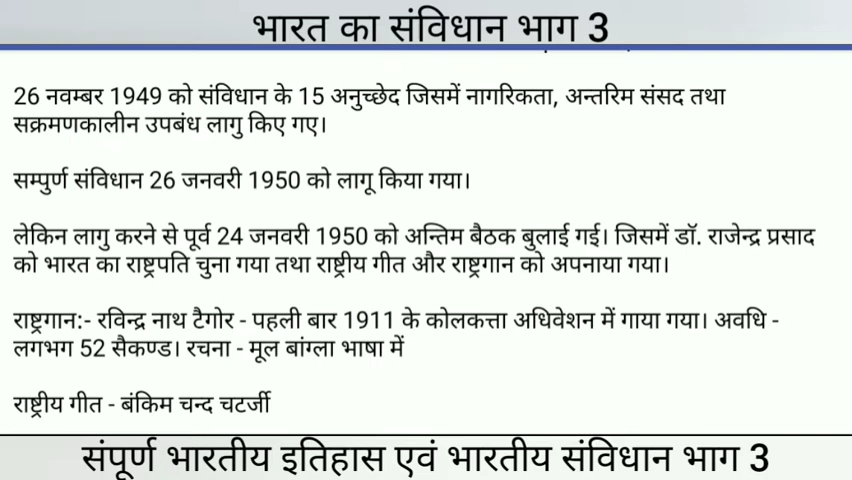 भारत का संविधान भाग 3
26 नवम्बर 1949 को संविधान के 15 अनुच्छेद जिसमें नागरिकता, अन्तरिम संसद तथा
सक्रमणकालीन उपबंध लागु किए गए।
सम्पुर्ण संविधान 26 जनवरी 1950 को लागू किया गया।
लेकिन लागु करने से पूर्व 24 जनवरी 1950 को अन्तिम बैठक बुलाई गई। जिसमें डॉ. राजेन्द्र प्रसाद
को भारत का राष्ट्रपति चुना गया तथा राष्ट्रीय गीत और राष्ट्रगान को अपनाया गया।
राष्ट्रगान:- रविन्द्र नाथ टैगोर - पहली बार 1911 के कोलकत्ता अधिवेशन में गाया गया। अवधि -
लगभग 52 सैकण्ड। रचना - मूल बांग्ला भाषा में
राष्ट्रीय गीत - बंकिम चन्द चटर्जी
संपूर्ण भारतीय इतिहास एवं भारतीय संविधान भाग 3